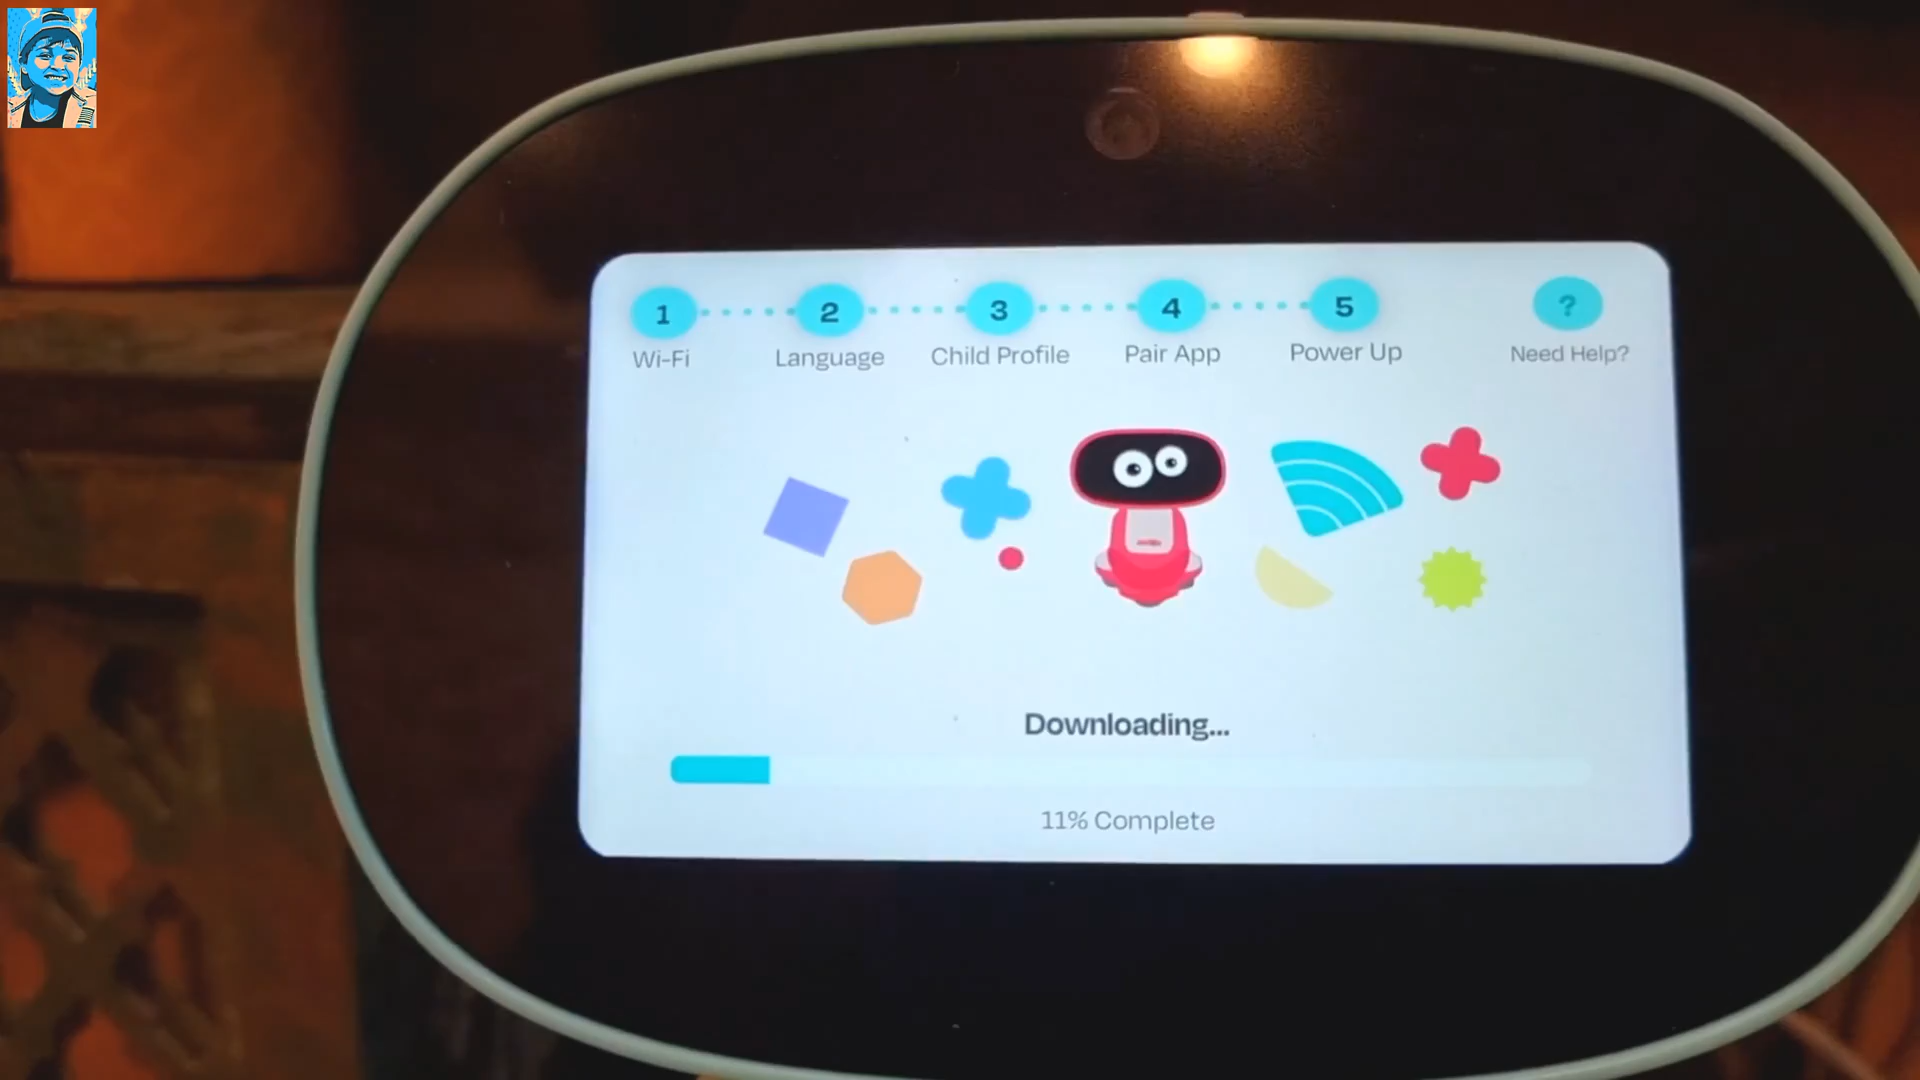 1 2 3 4 5 ?
Wi-Fi Language Child Profile Pair App Power Up Need Help?
Downloading...
11% Complete